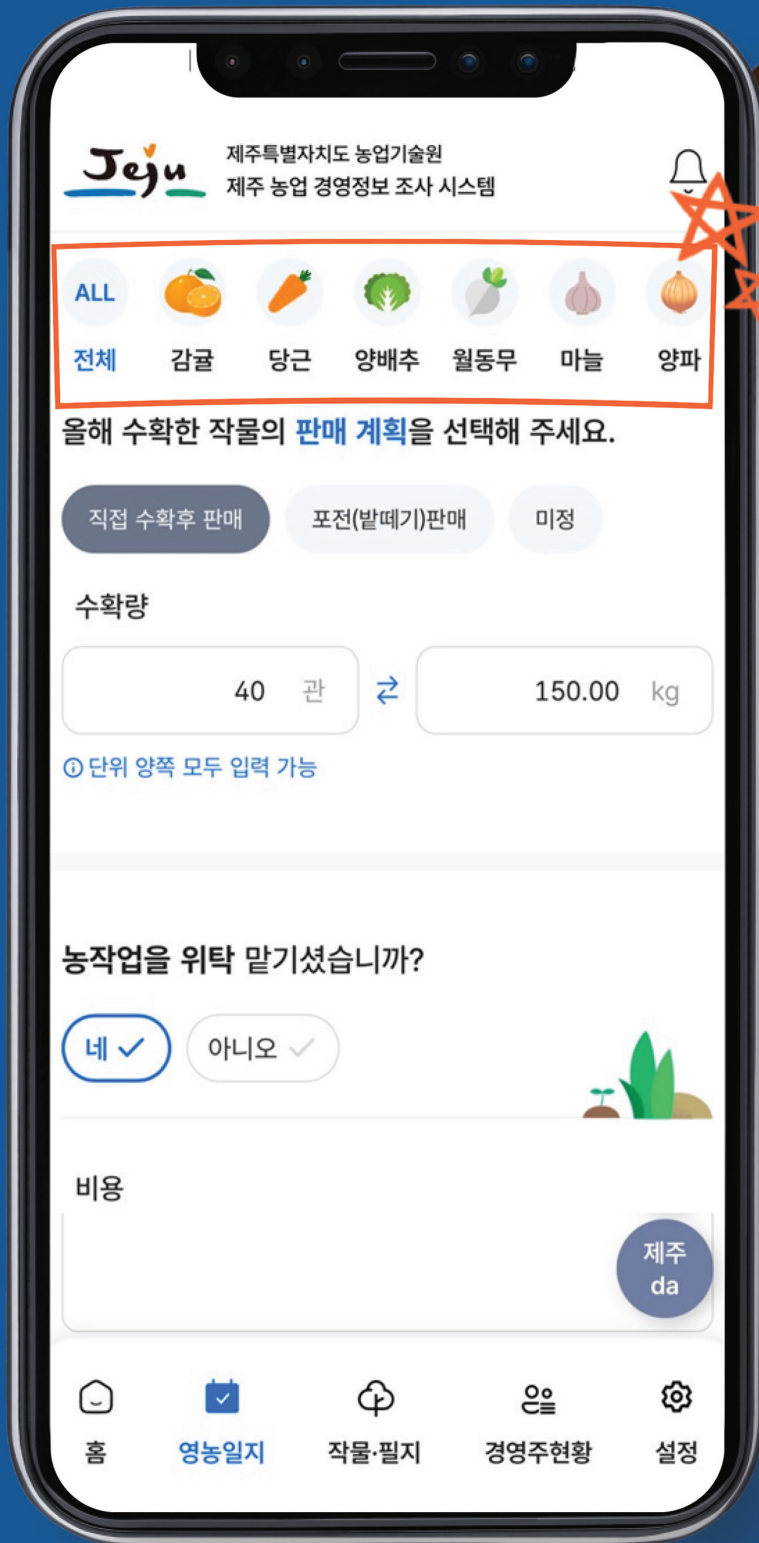 Jeju
제주특별자치도 농업기술원
제주 농업 경영정보 조사 시스템
ALL
전체 감귤 당근 양배추 월동무 마늘 양파
올해 수확한 작물의 판매 계획을 선택해 주세요.
직접 수확후 판매 포전(밭떼기)판매 미정
수확량
40 관 150.00 kg
단위 양쪽 모두 입력 가능
농작업을 위탁 맡기셨습니까?
네 아니오
비용
제주
da
홈 영농일지 작물·필지 경영주현황 설정